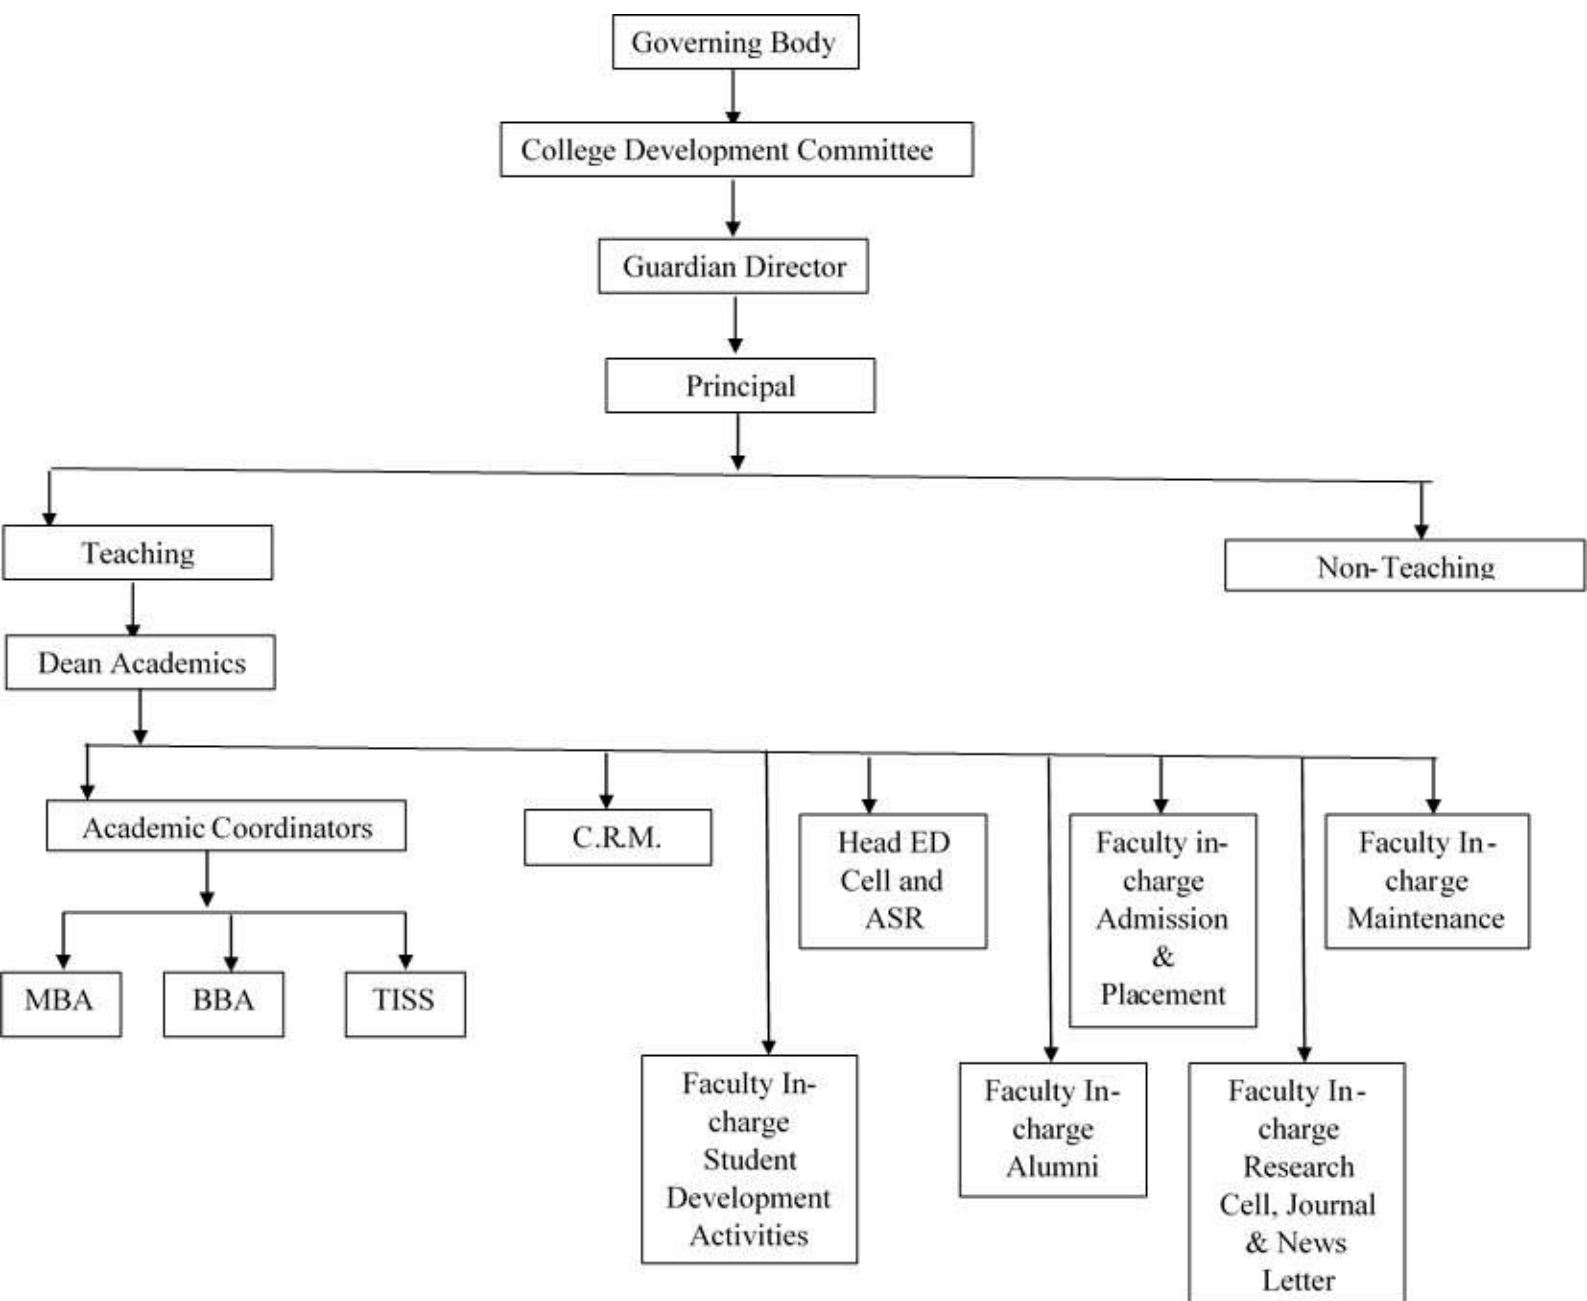 Governing Body
College Development Committee
Guardian Director
Principal
Teaching
Non-Teaching
Dean Academics
Academic Coordinators
C.R.M.
Head ED
Cell and
ASR
Faculty in-
charge
Admission
&
Placement
Faculty In-
charge
Maintenance
MBA
BBA
TISS
Faculty In-
charge
Student
Development
Activities
Faculty In-
charge
Alumni
Faculty In-
charge
Research
Cell, Journal
& News
Letter